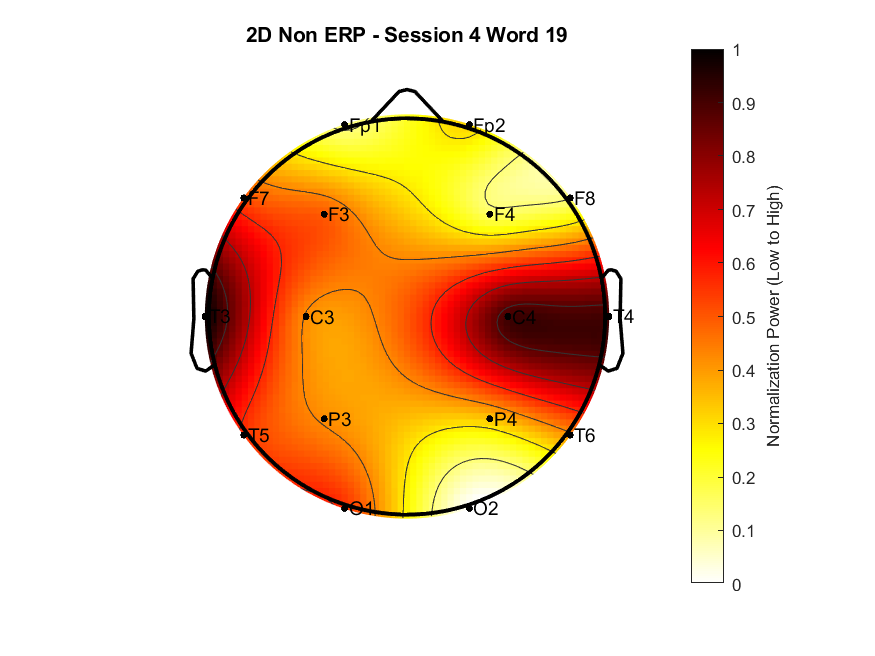 2D Non ERP - Session 4 Word 19
Fp1
Fp2
F7
F3
F4
F8
T3
C3
C4
T4
T5
P3
P4
T6
O1
O2
1
0.9
0.8
0.7
0.6
0.5
0.4
0.3
0.2
0.1
0
Normalization Power (Low to High)